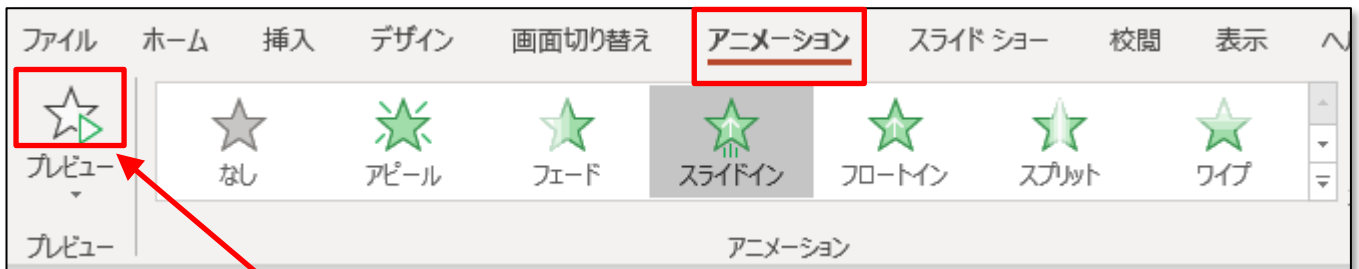 ファイル ホーム 挿入 デザイン 画面切り替え アニメーション スライド ショー 校閲 表示
プレビュー なし アピール フェード スライドイン フロートイン スプリット ワイプ
プレビュー アニメーション